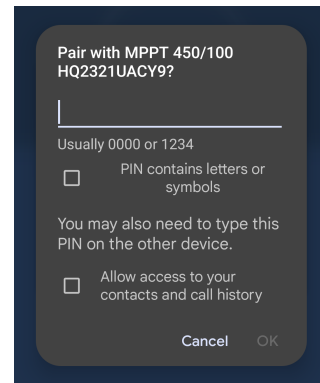 Pair with MPPT 450/100
HQ2321UACY9?
Usually 0000 or 1234
PIN contains letters or
symbols
You may also need to type this
PIN on the other device.
Allow access to your
contacts and call history
Cancel OK